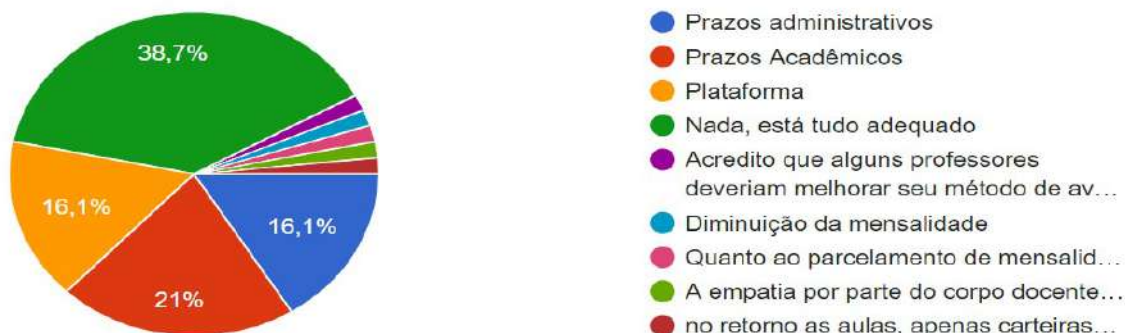 38,7%
16,1%
16,1%
21%
Prazos administrativos
Prazos Acadêmicos
Plataforma
Nada, está tudo adequado
Acredito que alguns professores
deveriam melhorar seu método de av...
Diminuição da mensalidade
Quanto ao parcelamento de mensalid...
A empatia por parte do corpo docente...
no retorno as aulas, apenas carteiras...